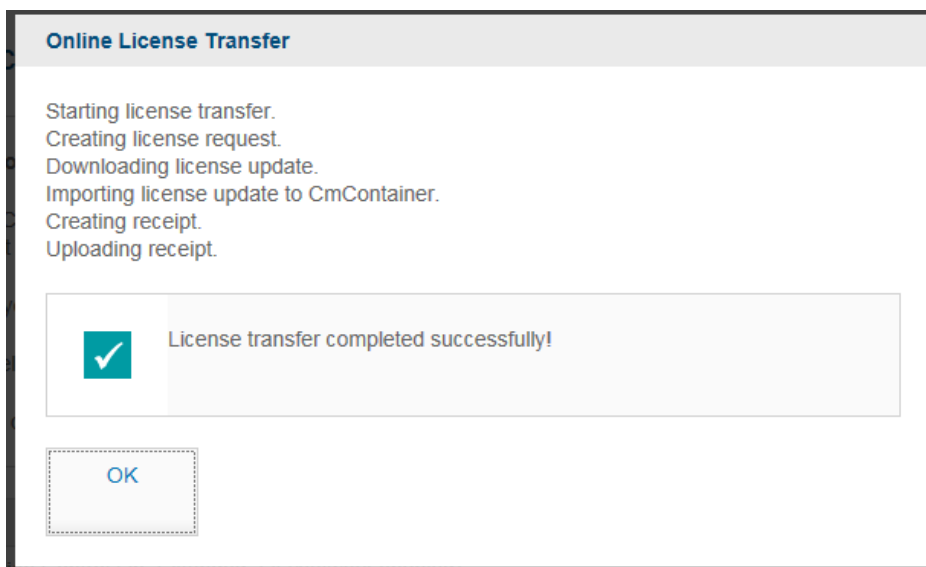 Online License Transfer
Starting license transfer.
Creating license request.
Downloading license update.
Importing license update to CmContainer.
Creating receipt.
Uploading receipt.
License transfer completed successfully!
OK